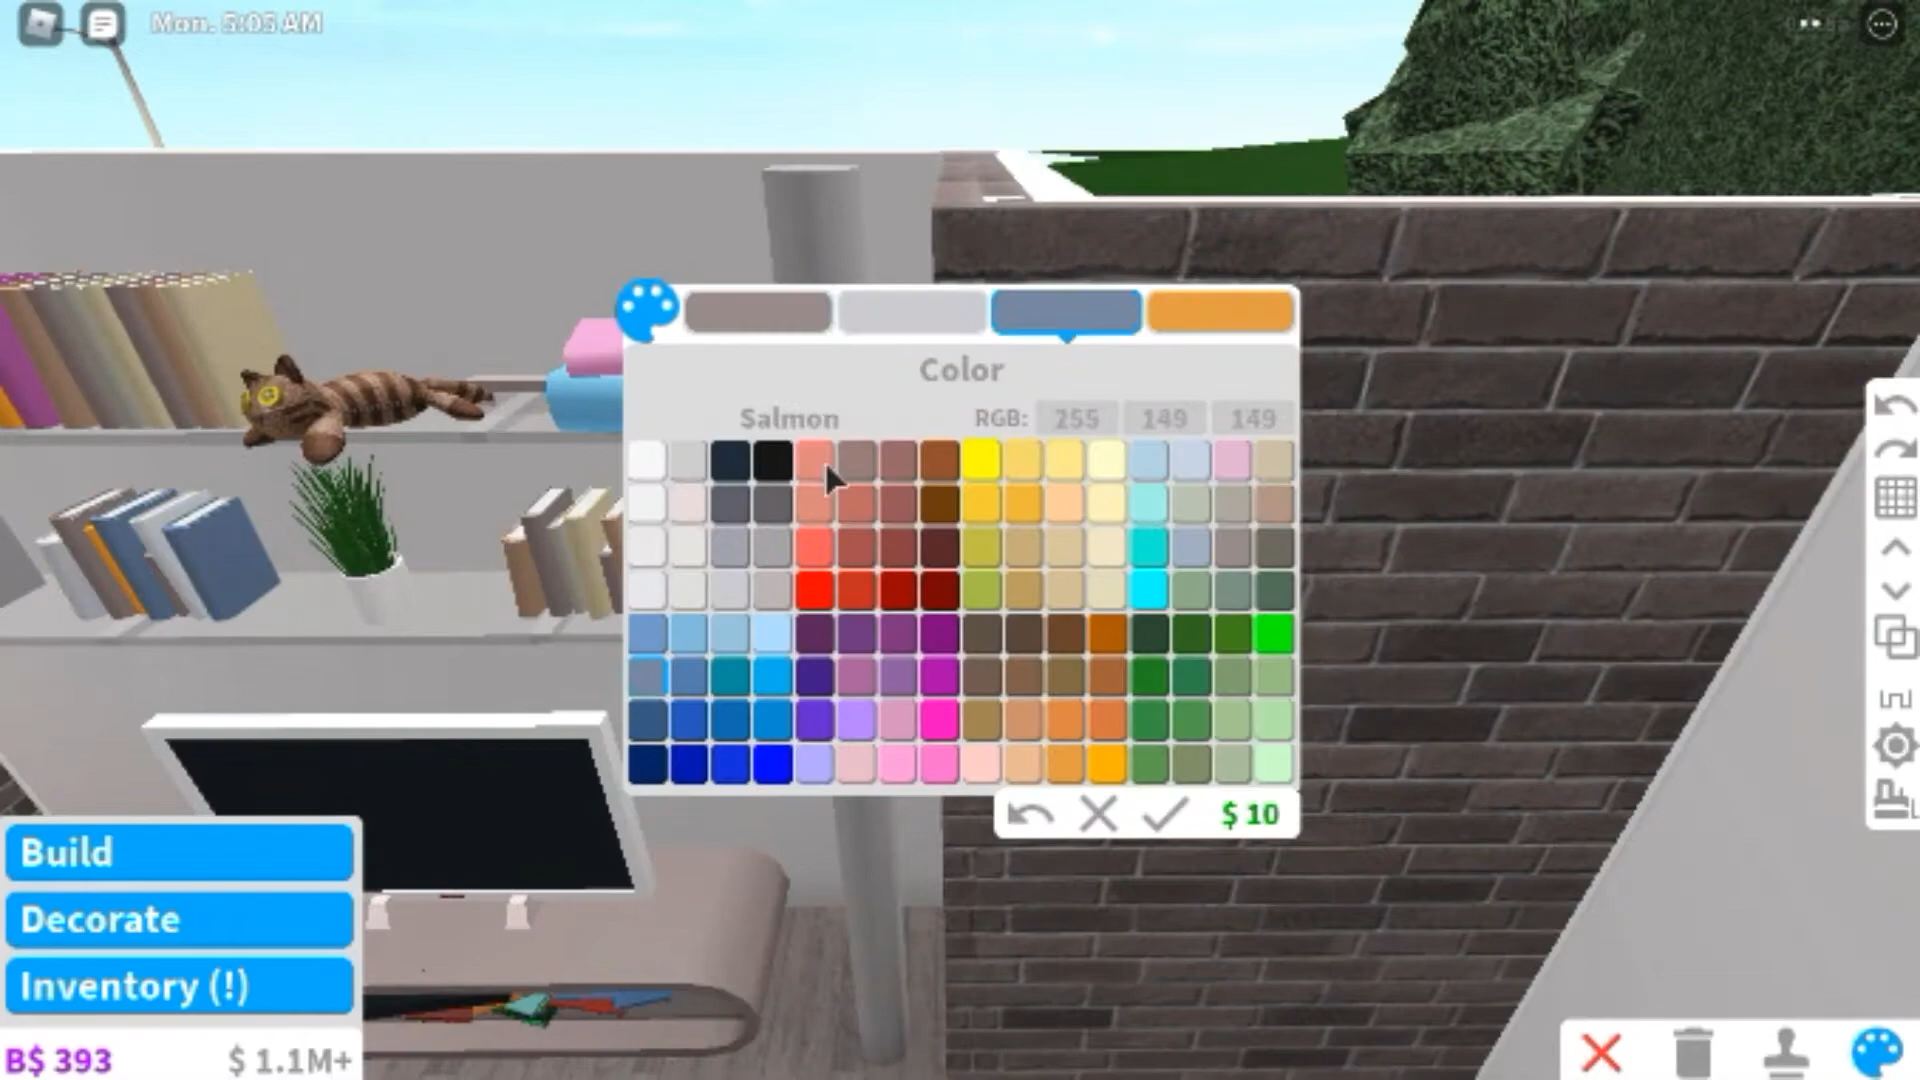 Mon. 5:05 AM
Color
Salmon RGB: 255 149 149
$ 10
Build
Decorate
Inventory (!)
B$ 393 $ 1.1M+